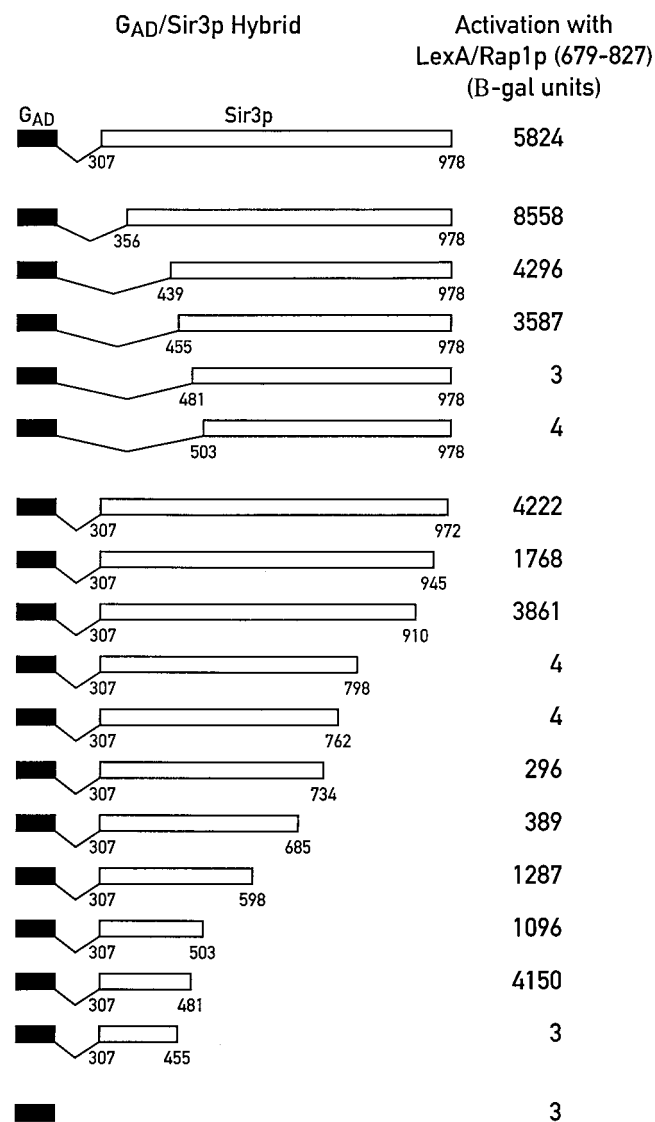 G_AD/Sir3p Hybrid
Activation with
LexA/Rap1p (679-827)
(B-gal units)
G_AD Sir3p
307 978 5824
356 978 8558
439 978 4296
455 978 3587
481 978 3
503 978 4
307 972 4222
307 945 1768
307 910 3861
307 798 4
307 762 4
307 734 296
307 685 389
307 598 1287
307 503 1096
307 481 4150
307 455 3
3